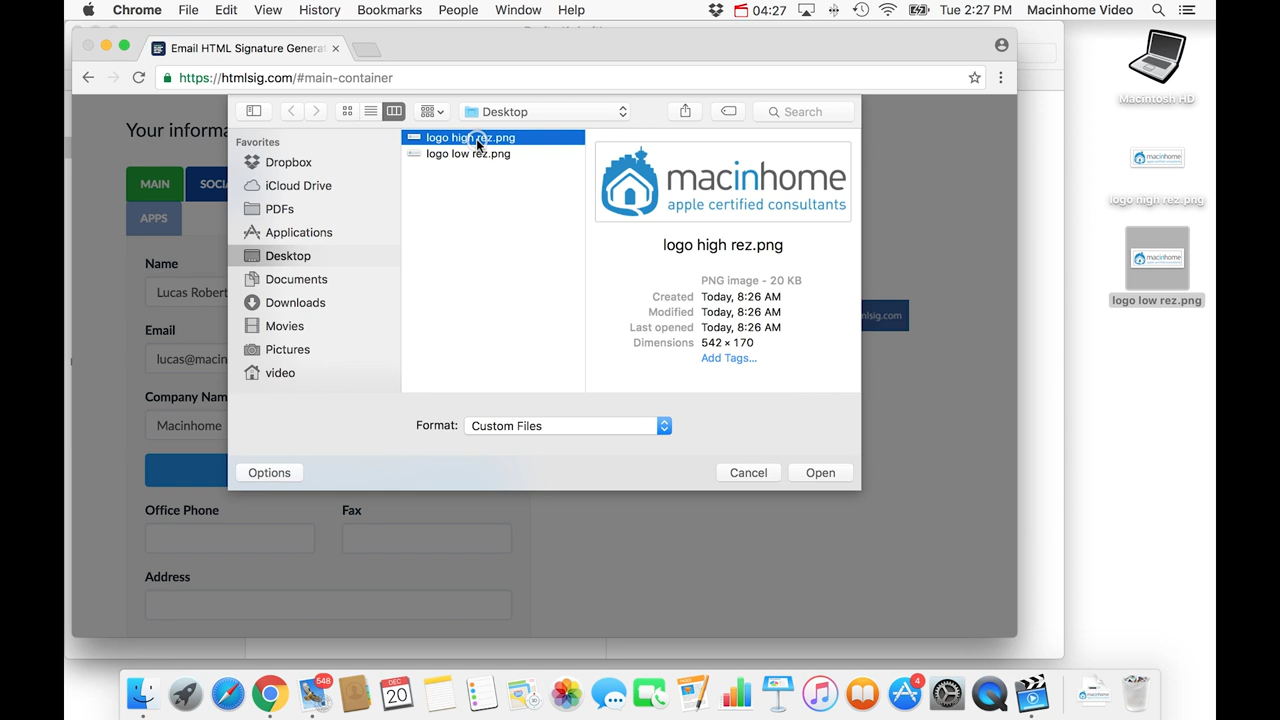 Chrome File Edit View History Bookmarks People Window Help 04:27 Tue 2:27 PM Macinhome Video
Email HTML Signature Generat
https://htmlsig.com/#main-container
Your informa
MAIN SOCI
APPS
Name
Lucas Robert
Email
lucas@macin
Company Nam
Macinhome
Office Phone Fax
Address
lsig.com
Desktop Search
Favorites
Dropbox
iCloud Drive
PDFs
Applications
Desktop
Documents
Downloads
Movies
Pictures
video
logo high rez.png
logo low rez.png
macinhome
apple certified consultants
logo high rez.png
PNG image - 20 KB
Created Today, 8:26 AM
Modified Today, 8:26 AM
Last opened Today, 8:26 AM
Dimensions 542 × 170
Add Tags...
Format: Custom Files
Options Cancel Open
Macintosh HD
macinhome
logo high rez.png
macinhome
logo low rez.png
548
DEC
20
4